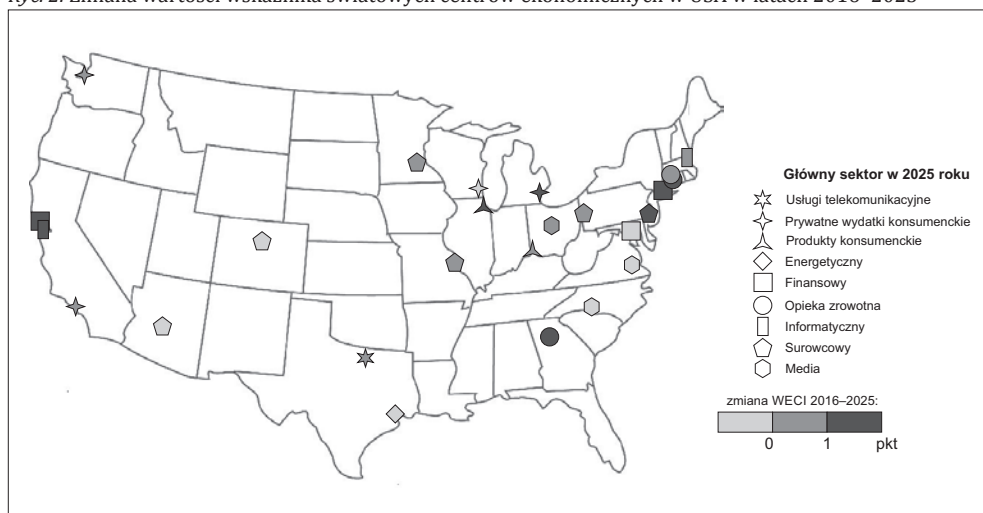 Ryc. 2. Zmiana wartości wskaźnika światowych centrów ekonomicznych w USA w latach 2016–2025
Główny sektor w 2025 roku
Usługi telekomunikacyjne
Prywatne wydatki konsumenckie
Produkty konsumenckie
Energetyczny
Finansowy
Opieka zrowotna
Informatyczny
Surowcowy
Media
zmiana WECI 2016–2025:
0 1 pkt